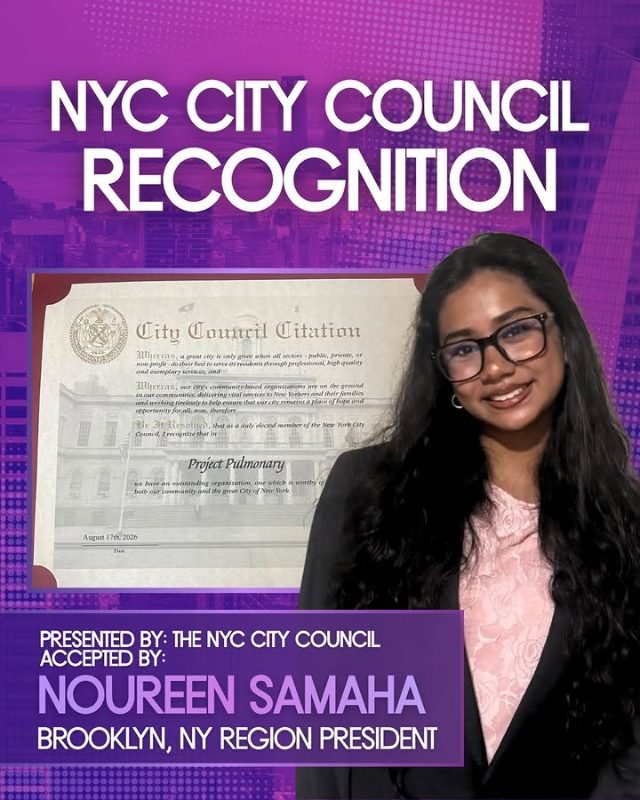 NYC CITY COUNCIL
RECOGNITION
City Council Citation
Whereas, a great city is only great when all sectors - public, private, or
non-profit - do their best to serve its residents through professional, high quality
and exemplary services; and
Whereas, our city's community-based organizations are on the ground
in our communities, delivering vital services to New Yorkers and their families
and working tirelessly to help ensure that our city remains a place of hope and
opportunity for all, now, therefore
Be It Resolved, that as a duly elected member of the New York City
Council, I recognize that in
Project Pulmonary
we have an outstanding organization, one which is worthy of
both our community and the great City of New York.
August 17th, 2026
Date
PRESENTED BY: THE NYC CITY COUNCIL
ACCEPTED BY:
NOUREEN SAMAHA
BROOKLYN, NY REGION PRESIDENT